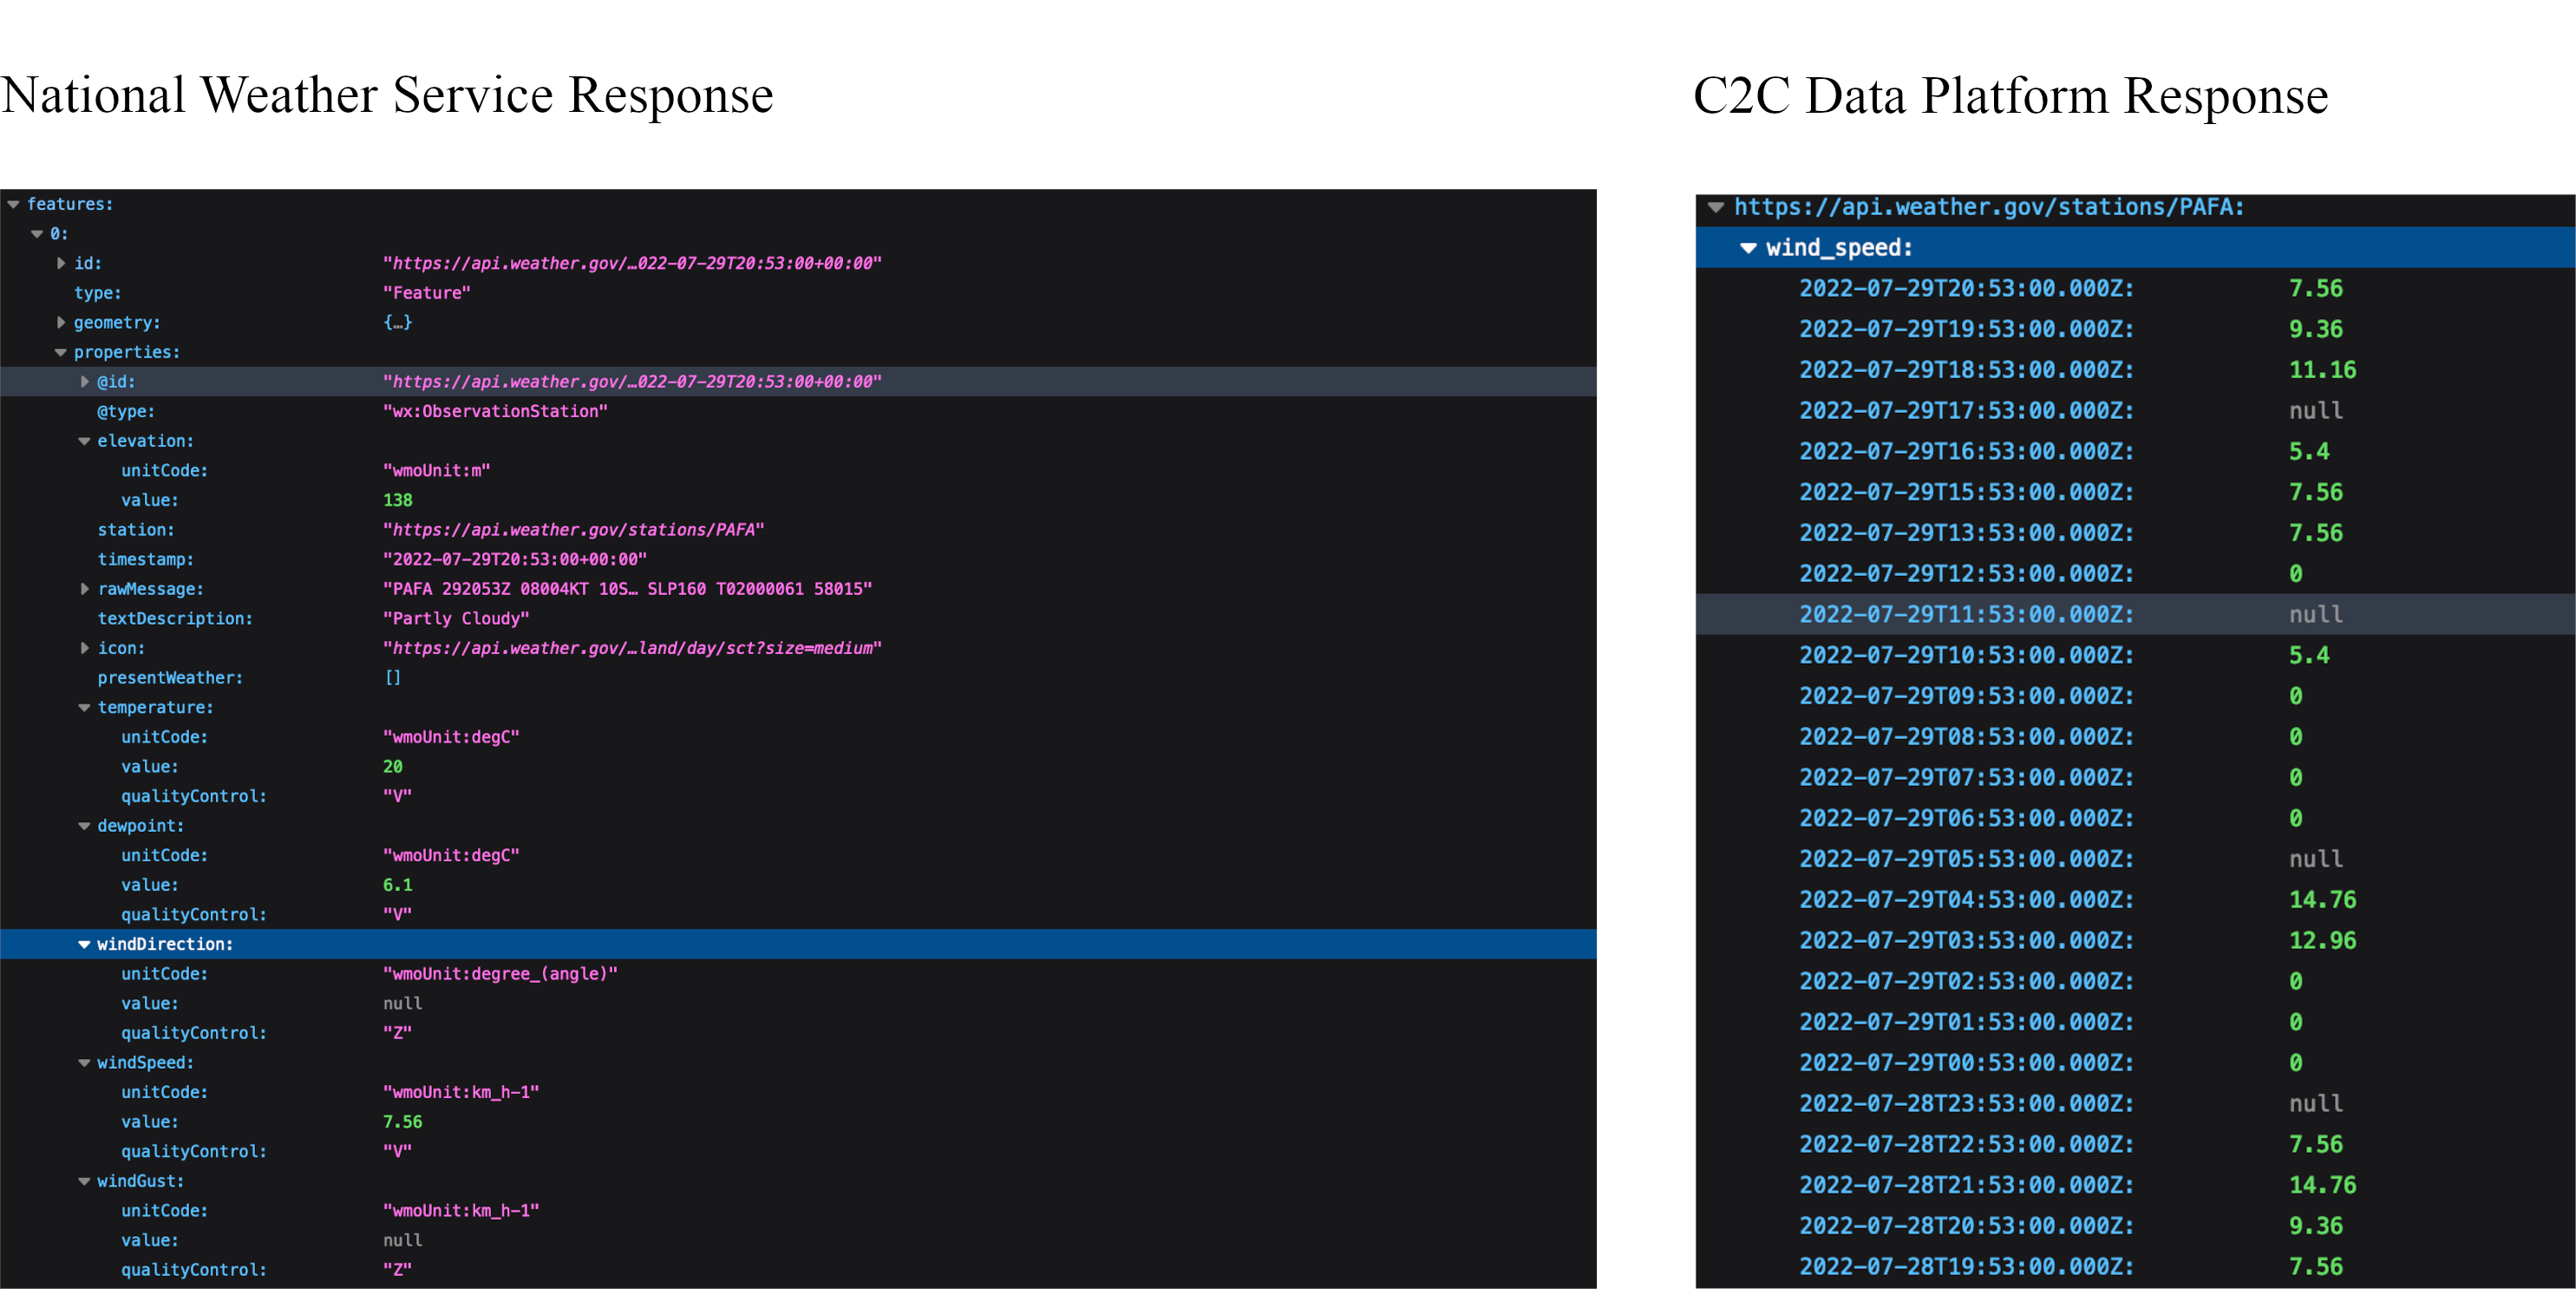 National Weather Service Response
features:
0:
id: "https://api.weather.gov/…022-07-29T20:53:00+00:00"
type: "Feature"
geometry: {…}
properties:
@id: "https://api.weather.gov/…022-07-29T20:53:00+00:00"
@type: "wx:ObservationStation"
elevation:
unitCode: "wmoUnit:m"
value: 138
station: "https://api.weather.gov/stations/PAFA"
timestamp: "2022-07-29T20:53:00+00:00"
rawMessage: "PAFA 292053Z 08004KT 10S… SLP160 T02000061 58015"
textDescription: "Partly Cloudy"
icon: "https://api.weather.gov/…land/day/sct?size=medium"
presentWeather: []
temperature:
unitCode: "wmoUnit:degC"
value: 20
qualityControl: "V"
dewpoint:
unitCode: "wmoUnit:degC"
value: 6.1
qualityControl: "V"
windDirection:
unitCode: "wmoUnit:degree_(angle)"
value: null
qualityControl: "Z"
windSpeed:
unitCode: "wmoUnit:km_h-1"
value: 7.56
qualityControl: "V"
windGust:
unitCode: "wmoUnit:km_h-1"
value: null
qualityControl: "Z"
C2C Data Platform Response
https://api.weather.gov/stations/PAFA:
wind_speed:
2022-07-29T20:53:00.000Z: 7.56
2022-07-29T19:53:00.000Z: 9.36
2022-07-29T18:53:00.000Z: 11.16
2022-07-29T17:53:00.000Z: null
2022-07-29T16:53:00.000Z: 5.4
2022-07-29T15:53:00.000Z: 7.56
2022-07-29T13:53:00.000Z: 7.56
2022-07-29T12:53:00.000Z: 0
2022-07-29T11:53:00.000Z: null
2022-07-29T10:53:00.000Z: 5.4
2022-07-29T09:53:00.000Z: 0
2022-07-29T08:53:00.000Z: 0
2022-07-29T07:53:00.000Z: 0
2022-07-29T06:53:00.000Z: 0
2022-07-29T05:53:00.000Z: null
2022-07-29T04:53:00.000Z: 14.76
2022-07-29T03:53:00.000Z: 12.96
2022-07-29T02:53:00.000Z: 0
2022-07-29T01:53:00.000Z: 0
2022-07-29T00:53:00.000Z: 0
2022-07-28T23:53:00.000Z: null
2022-07-28T22:53:00.000Z: 7.56
2022-07-28T21:53:00.000Z: 14.76
2022-07-28T20:53:00.000Z: 9.36
2022-07-28T19:53:00.000Z: 7.56